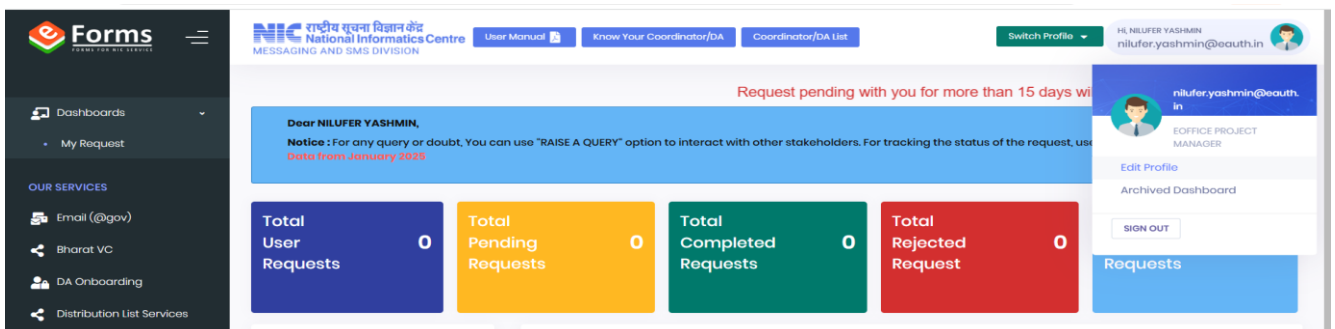 eForms
FORMS FOR NIC SERVICES
NIC राष्ट्रीय सूचना विज्ञान केंद्र
National Informatics Centre
MESSAGING AND SMS DIVISION
User Manual
Know Your Coordinator/DA
Coordinator/DA List
Switch Profile
Hi, NILUFER YASHMIN
nilufer.yashmin@eauth.in
nilufer.yashmin@eauth.
in
EOFFICE PROJECT
MANAGER
Edit Profile
Archived Dashboard
SIGN OUT
Dashboards
My Request
OUR SERVICES
Email (@gov)
Bharat VC
DA Onboarding
Distribution List Services
Request pending with you for more than 15 days wi
Dear NILUFER YASHMIN,
Notice : For any query or doubt, You can use "RAISE A QUERY" option to interact with other stakeholders. For tracking the status of the request, us
Data from January 2025
Total
User
Requests
0
Total
Pending
Requests
0
Total
Completed
Requests
0
Total
Rejected
Request
0
Requests